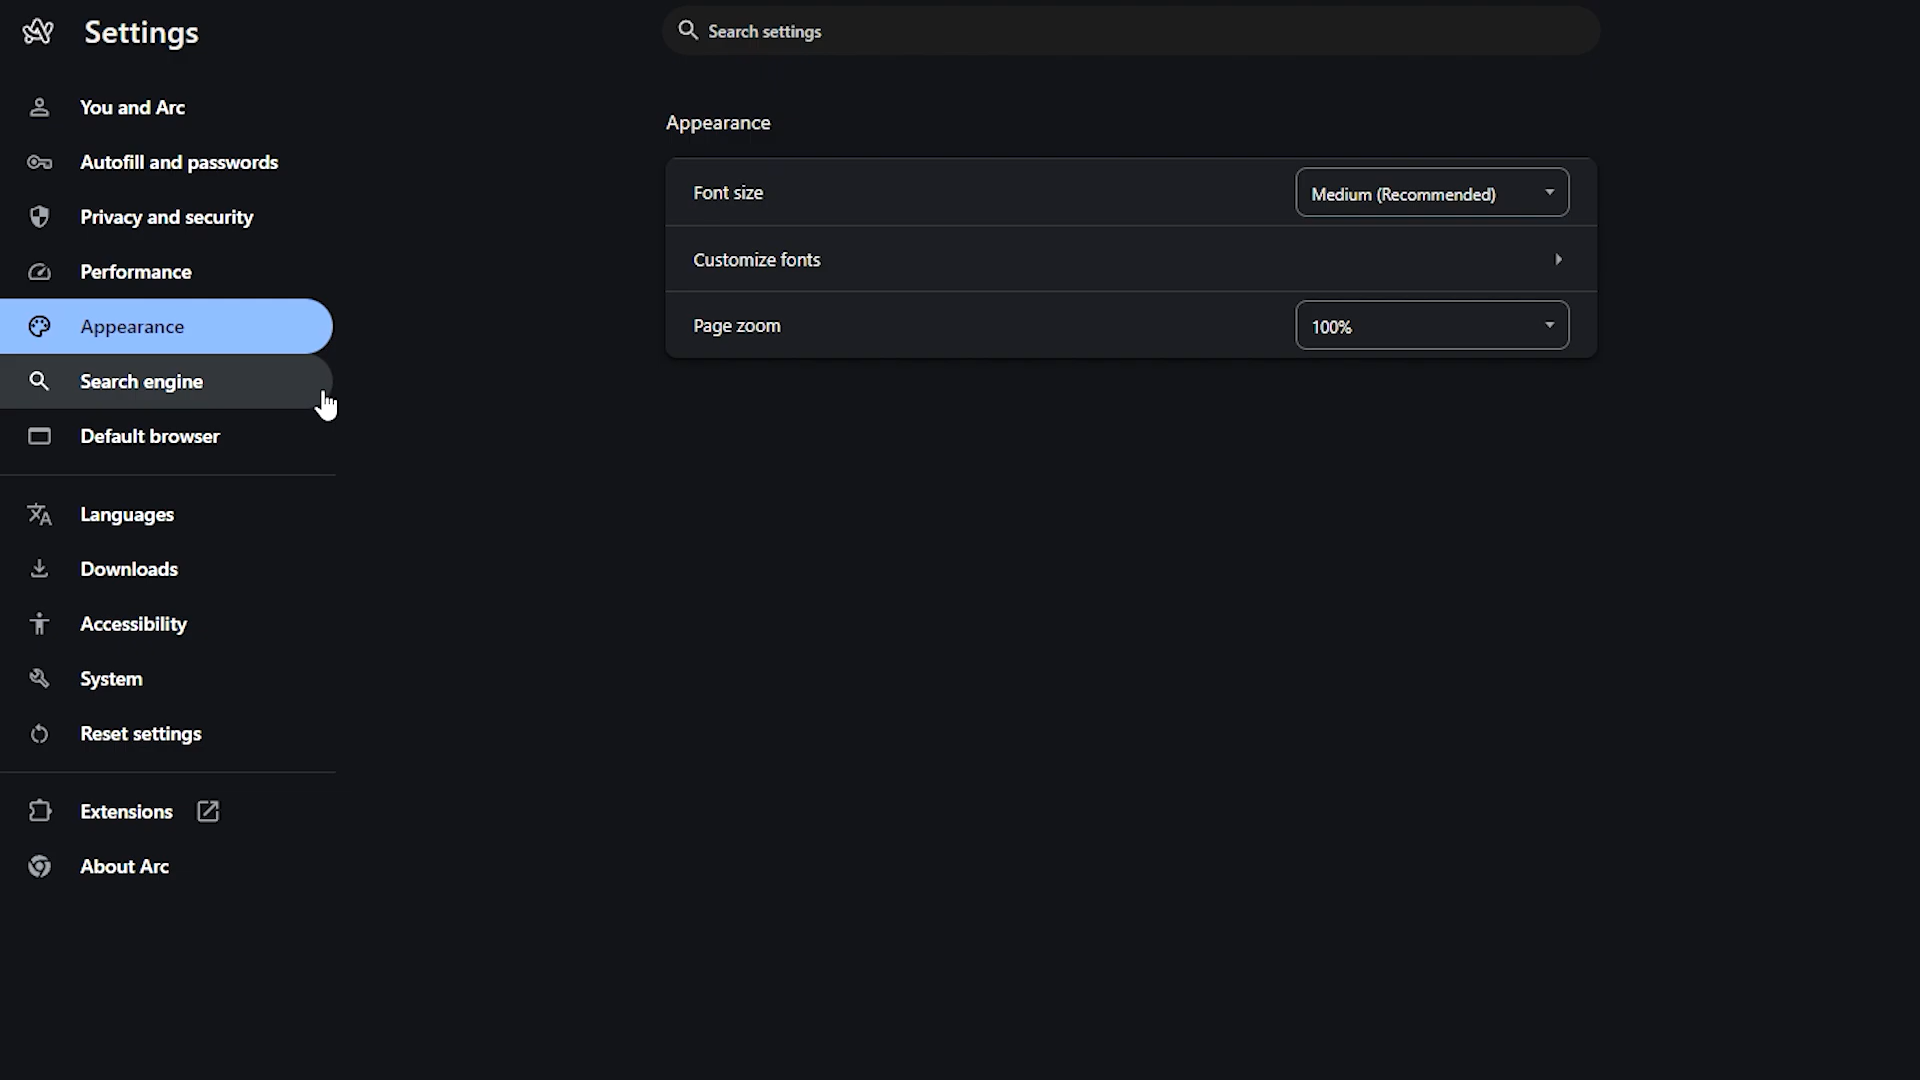 Settings
Search settings
You and Arc
Autofill and passwords
Privacy and security
Performance
Appearance
Search engine
Default browser
Languages
Downloads
Accessibility
System
Reset settings
Extensions
About Arc
Appearance
Font size
Medium (Recommended)
Customize fonts
Page zoom
100%